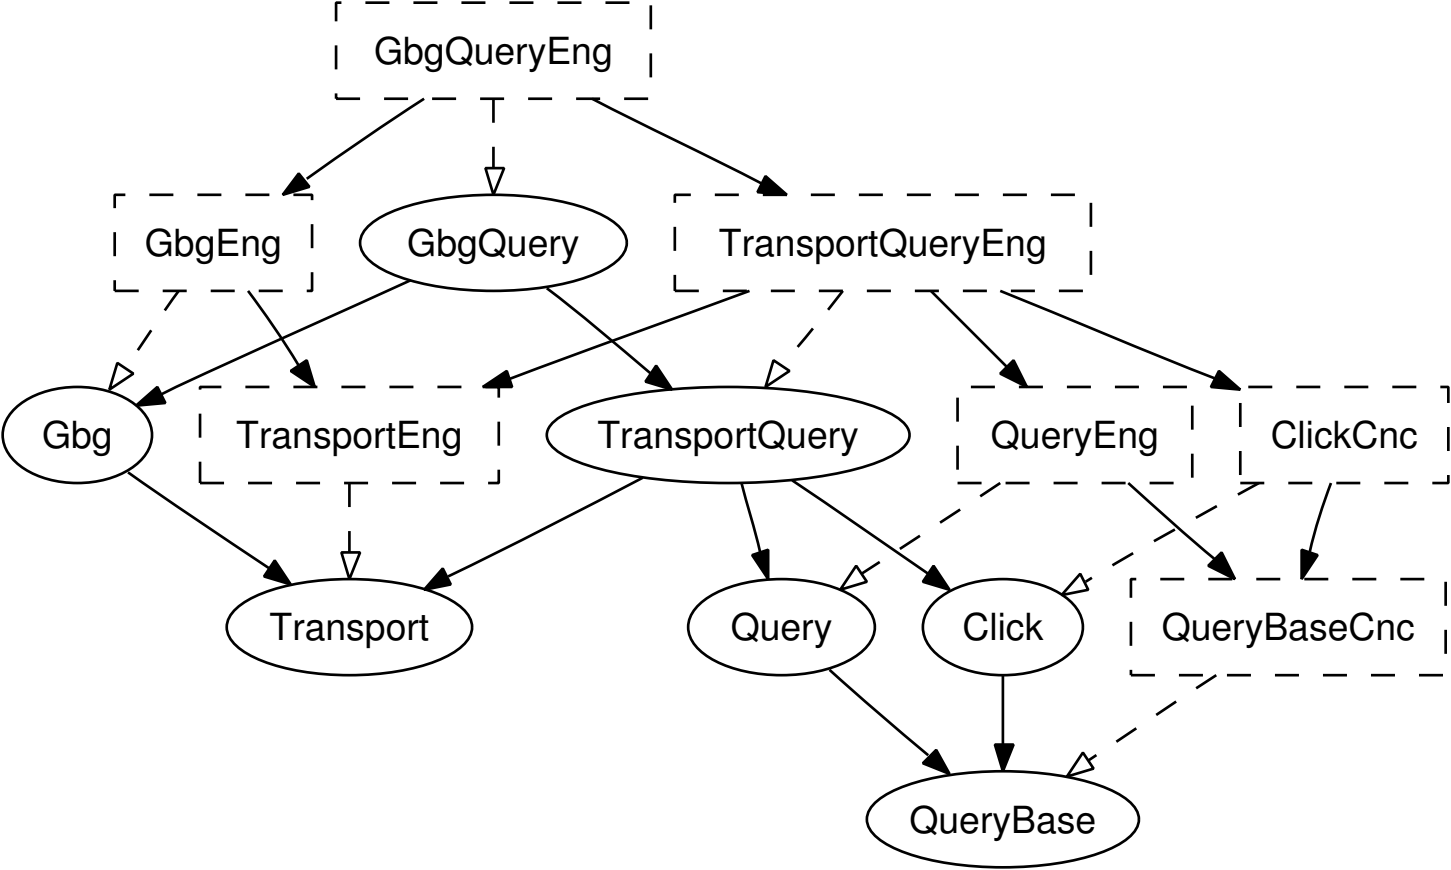 GbgQueryEng
GbgEng
GbgQuery
TransportQueryEng
Gbg
TransportEng
TransportQuery
QueryEng
ClickCnc
Transport
Query
Click
QueryBaseCnc
QueryBase